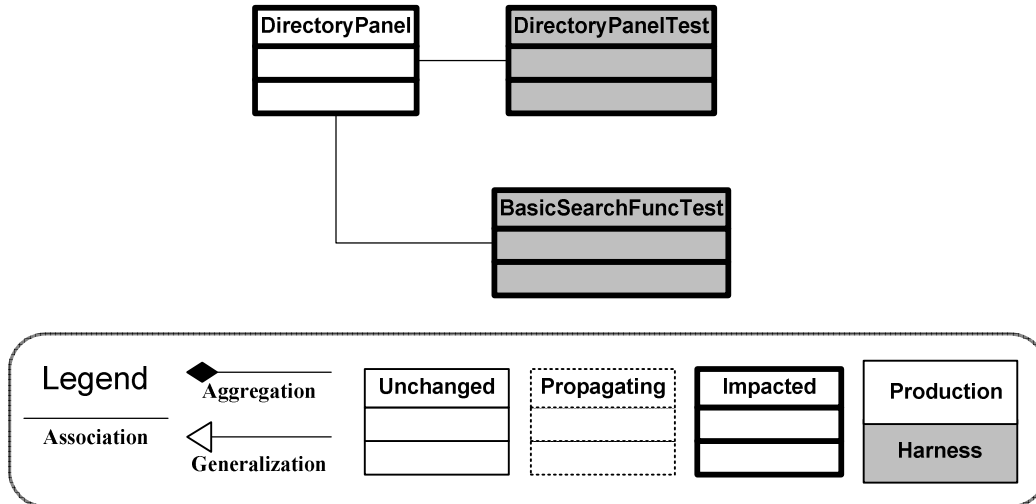 DirectoryPanel
DirectoryPanelTest
BasicSearchFuncTest
Legend
Association
Aggregation
Generalization
Unchanged
Propagating
Impacted
Production
Harness